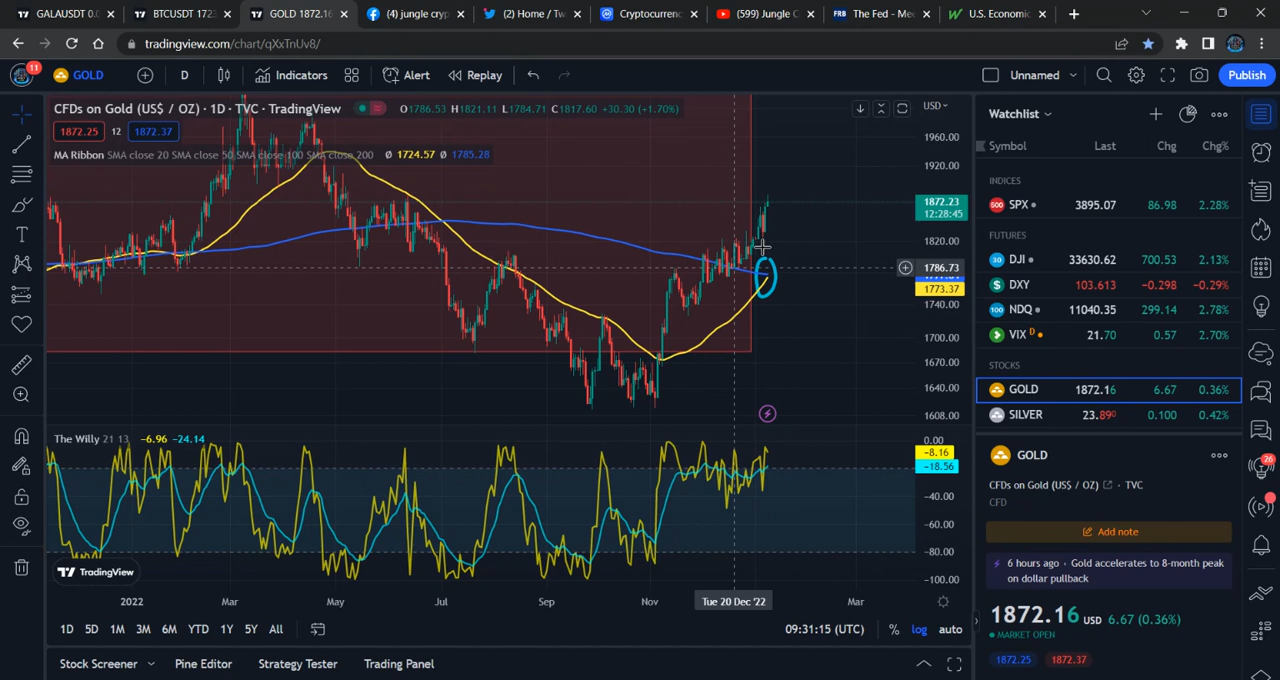 GALAUSDT 0.0
BTCUSDT 1723
GOLD 1872.16
(4) jungle cryp
(2) Home / Tw
Cryptocurrenc
(599) Jungle C
FRB The Fed - Mee
U.S. Economic
tradingview.com/chart/qXxTnUv8/
11 GOLD D Indicators Alert Replay Unnamed Publish
CFDs on Gold (US$ / OZ) · 1D · TVC · TradingView O1786.53 H1821.11 L1784.71 C1817.60 +30.30 (+1.70%)
1872.25 12 1872.37
MA Ribbon SMA close 20 SMA close 50 SMA close 100 SMA close 200 Ø 1724.57 Ø 1785.28
USD
1960.00
1920.00
1872.23
12:28:45
1820.00
1786.73
1773.37
1740.00
1700.00
1670.00
1640.00
1608.00
The Willy 21 13 -6.96 -24.14
0.00
-8.16
-18.56
-40.00
-60.00
-80.00
-100.00
TradingView
2022 Mar May Jul Sep Nov Tue 20 Dec '22 Mar
1D 5D 1M 3M 6M YTD 1Y 5Y All 09:31:15 (UTC) % log auto
Stock Screener Pine Editor Strategy Tester Trading Panel
Watchlist
Symbol Last Chg Chg%
INDICES
500 SPX 3895.07 86.98 2.28%
FUTURES
30 DJI 33630.62 700.53 2.13%
$ DXY 103.613 -0.298 -0.29%
100 NDQ 11040.35 299.14 2.78%
VIX D 21.70 0.57 2.70%
STOCKS
GOLD 1872.16 6.67 0.36%
SILVER 23.890 0.100 0.42%
GOLD
CFDs on Gold (US$ / OZ) · TVC
CFD
Add note
6 hours ago · Gold accelerates to 8-month peak
on dollar pullback
1872.16 USD 6.67 (0.36%)
MARKET OPEN
1872.25 1872.37
26